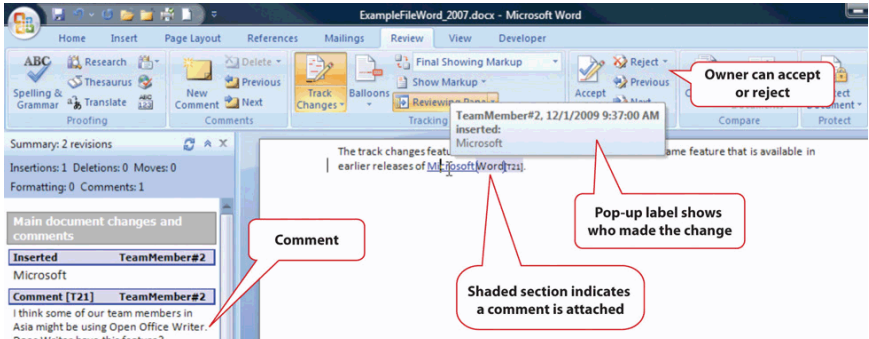 ExampleFileWord_2007.docx - Microsoft Word
Home Insert Page Layout References Mailings Review View Developer
ABC
Spelling & Grammar
Research
Thesaurus
Translate
Proofing
New Comment
Delete
Previous
Next
Comments
Track Changes
Balloons
Final Showing Markup
Show Markup
Reviewing Pane
Tracking
Accept
Reject
Previous
Next
Compare
Protect
Owner can accept
or reject
TeamMember#2, 12/1/2009 9:37:00 AM
inserted:
Microsoft
Summary: 2 revisions
Insertions: 1 Deletions: 0 Moves: 0
Formatting: 0 Comments: 1
Main document changes and
comments
Inserted TeamMember#2
Microsoft
Comment [T21] TeamMember#2
I think some of our team members in
Asia might be using Open Office Writer.
The track changes
same feature that is available in
earlier releases of Microsoft Word[T21].
Comment
Pop-up label shows
who made the change
Shaded section indicates
a comment is attached